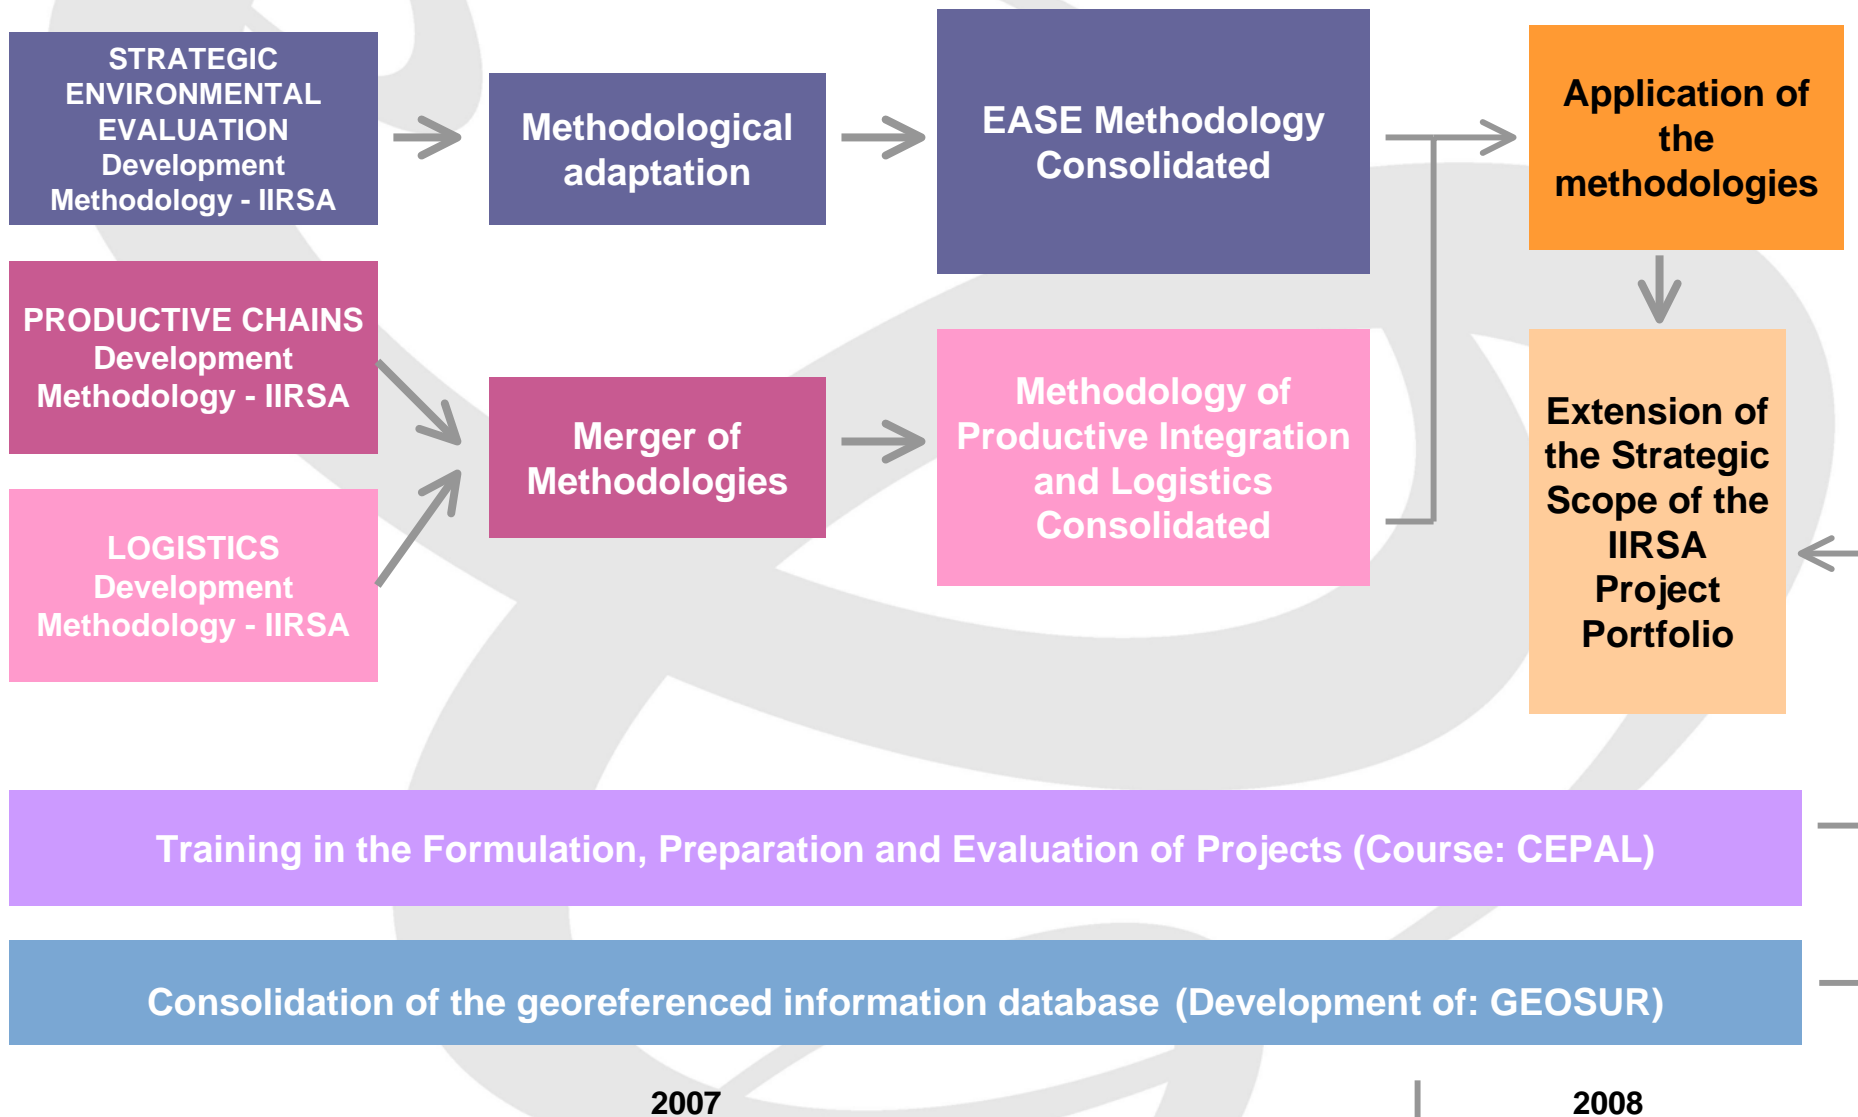 STRATEGIC
ENVIRONMENTAL
EVALUATION
Development
Methodology - IIRSA
Methodological
adaptation
EASE Methodology
Consolidated
Application of
the
methodologies
PRODUCTIVE CHAINS
Development
Methodology - IIRSA
Merger of
Methodologies
Methodology of
Productive Integration
and Logistics
Consolidated
Extension of
the Strategic
Scope of the
IIRSA
Project
Portfolio
LOGISTICS
Development
Methodology - IIRSA
Training in the Formulation, Preparation and Evaluation of Projects (Course: CEPAL)
Consolidation of the georeferenced information database (Development of: GEOSUR)
2007
2008